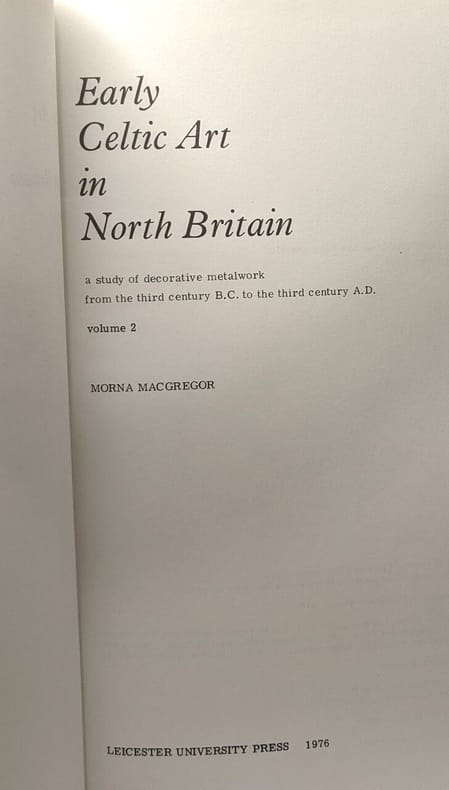 Early
Celtic Art
in
North Britain
a study of decorative metalwork
from the third century B.C. to the third century A.D.
volume 2
MORNA MACGREGOR
LEICESTER UNIVERSITY PRESS 1976